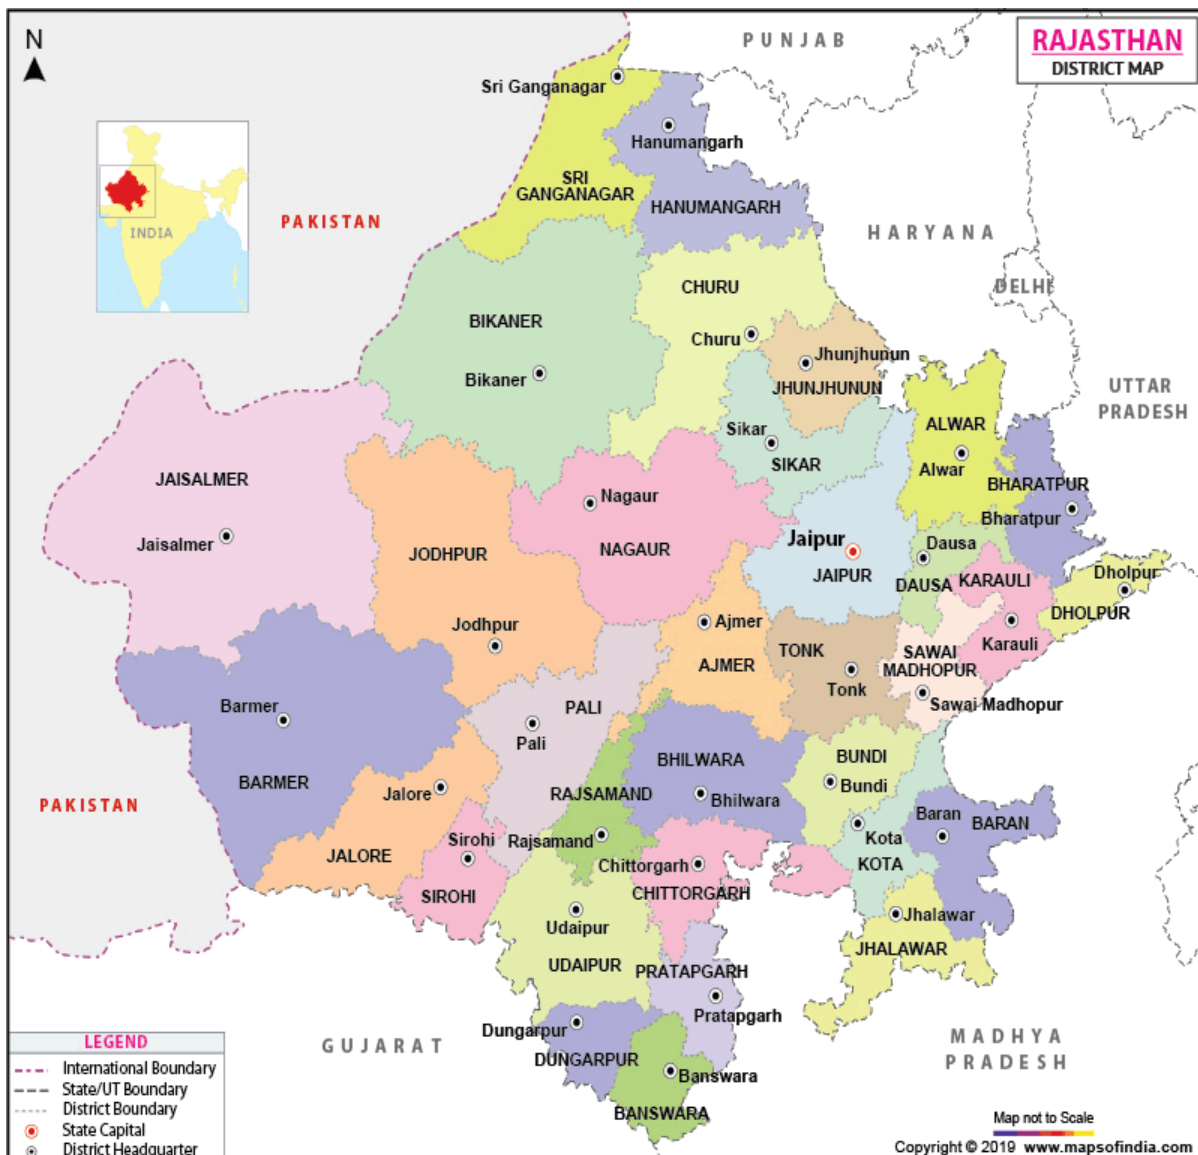 N
PUNJAB
RAJASTHAN
DISTRICT MAP
Sri Ganganagar
Hanumangarh
SRI
GANGANAGAR
HANUMANGARH
PAKISTAN
INDIA
HARYANA
DELHI
CHURU
BIKANER
Churu
Jhunjhunun
Bikaner
JHUNJHUNUN
UTTAR
PRADESH
ALWAR
Sikar
SIKAR
Alwar
JAISALMER
BHARATPUR
Nagaur
Bharatpur
Jaisalmer
Jaipur
Dausa
JODHPUR
NAGAUR
JAIPUR
DAUSA
KARAULI
Dholpur
DHOLPUR
Ajmer
Jodhpur
Karauli
TONK
SAWAI
MADHOPUR
AJMER
Tonk
Barmer
PALI
Sawai Madhopur
Pali
BHILWARA
BUNDI
BARMER
Bundi
PAKISTAN
Jalore
RAJSAMAND
Bhilwara
Baran
BARAN
Sirohi
Rajsamand
Kota
JALORE
Chittorgarh
KOTA
SIROHI
CHITTORGARH
Jhalawar
Udaipur
JHALAWAR
UDAIPUR
PRATAPGARH
Pratapgarh
Dungarpur
GUJARAT
MADHYA
PRADESH
DUNGARPUR
Banswara
BANSWARA
LEGEND
International Boundary
State/UT Boundary
District Boundary
State Capital
District Headquarter
Map not to Scale
Copyright © 2019 www.mapsofindia.com